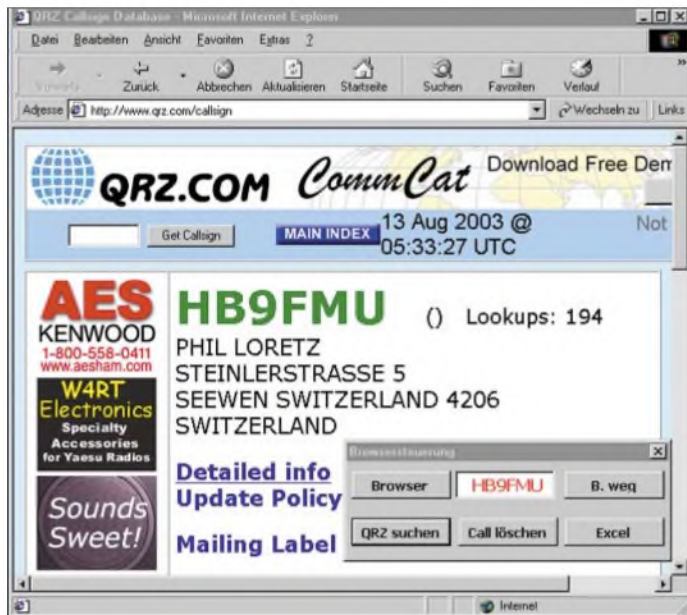 QRZ Callsign Database - Microsoft Internet Explorer
Datei Bearbeiten Ansicht Favoriten Extras ?
Vorwärts Zurück Abbrechen Aktualisieren Startseite Suchen Favoriten Verlauf »
Adresse http://www.qrz.com/callsign Wechseln zu Links
QRZ.COM CommCat Download Free Dem
Get Callsign MAIN INDEX 13 Aug 2003 @ Not
05:33:27 UTC
AES
KENWOOD
1-800-558-0411
www.aesham.com
W4RT
Electronics
Specialty
Accessories
for Yaesu Radios
Sounds
Sweet!
HB9FMU () Lookups: 194
PHIL LORETZ
STEINLERSTRASSE 5
SEEWEN SWITZERLAND 4206
SWITZERLAND
Detailed info
Update Policy
Mailing Label
Browsersteuerung
Browser HB9FMU B. weg
QRZ suchen Call löschen Excel
Internet